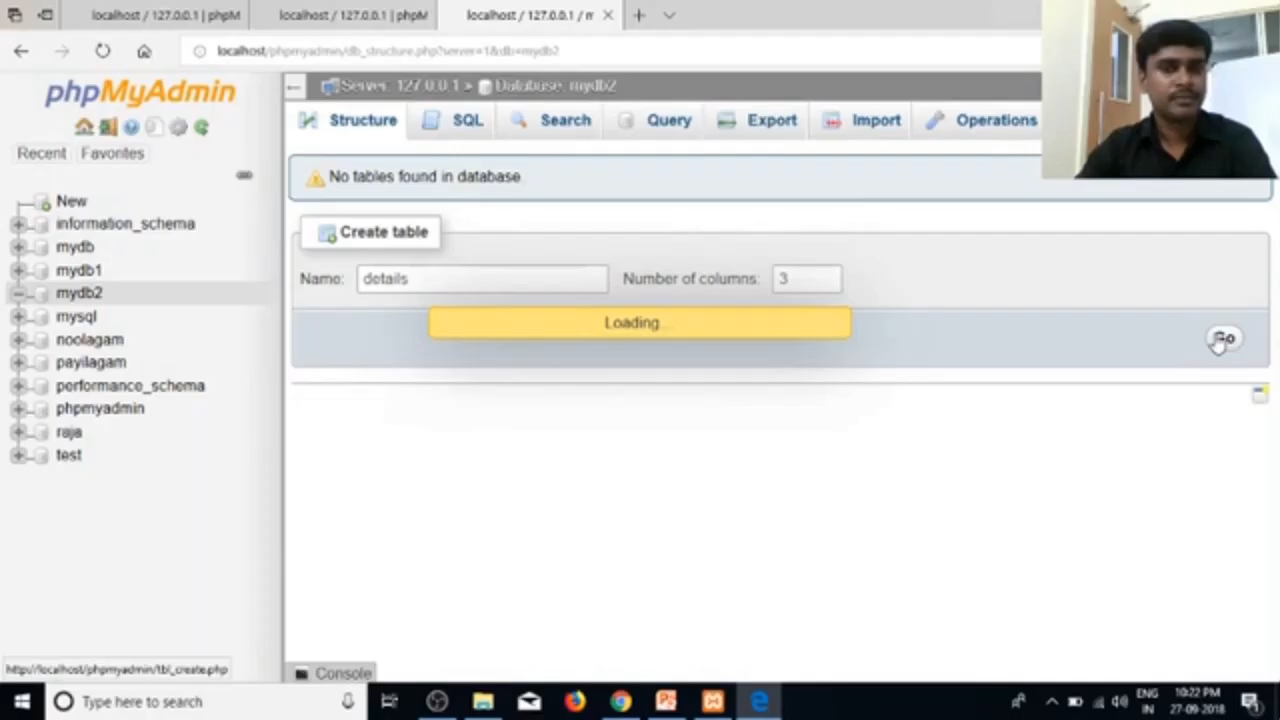 localhost / 127.0.0.1 | phpM
localhost / 127.0.0.1 | phpM
localhost / 127.0.0.1 / m
localhost/phpmyadmin/db_structure.php?server=1&db=mydb2
phpMyAdmin
Recent Favorites
New
information_schema
mydb
mydb1
mydb2
mysql
noolagam
payilagam
performance_schema
phpmyadmin
raja
test
http://localhost/phpmyadmin/tbl_create.php
Server: 127.0.0.1 » Database: mydb2
Structure SQL Search Query Export Import Operations
No tables found in database.
Create table
Name: details Number of columns: 3
Loading...
Go
Console
Type here to search
ENG
IN
10:22 PM
27-09-2018